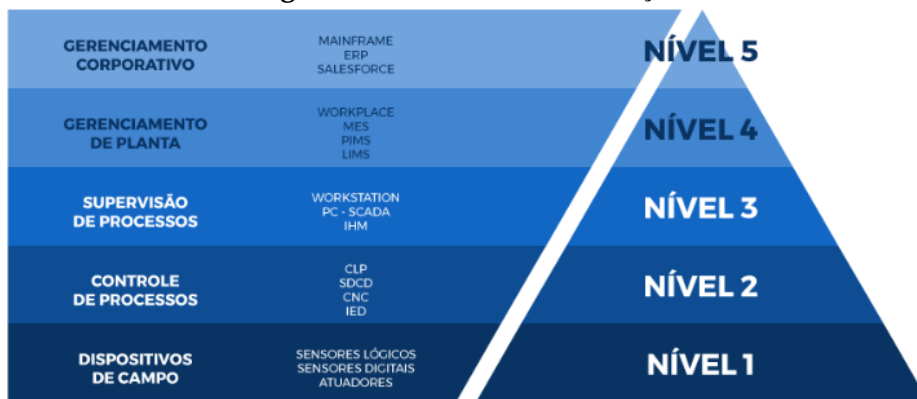 GERENCIAMENTO
CORPORATIVO
MAINFRAME
ERP
SALESFORCE
NÍVEL 5
GERENCIAMENTO
DE PLANTA
WORKPLACE
MES
PIMS
LIMS
NÍVEL 4
SUPERVISÃO
DE PROCESSOS
WORKSTATION
PC - SCADA
IHM
NÍVEL 3
CONTROLE
DE PROCESSOS
CLP
SDCD
CNC
IED
NÍVEL 2
DISPOSITIVOS
DE CAMPO
SENSORES LÓGICOS
SENSORES DIGITAIS
ATUADORES
NÍVEL 1